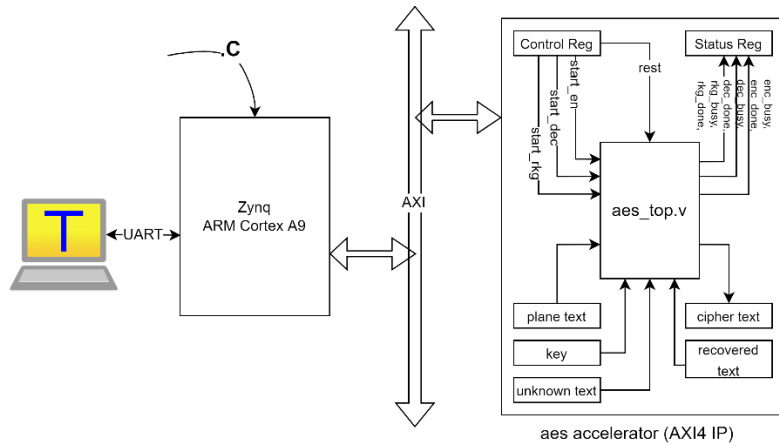 .C
T
UART
Zynq
ARM Cortex A9
AXI
Control Reg
Status Reg
rest
start_en
start_dec
start_rkg
rkg_done,
rkg_busy,
dec_done,
dec_busy,
enc_done,
enc_busy,
aes_top.v
plane text
key
unknown text
cipher text
recovered
text
aes accelerator (AXI4 IP)